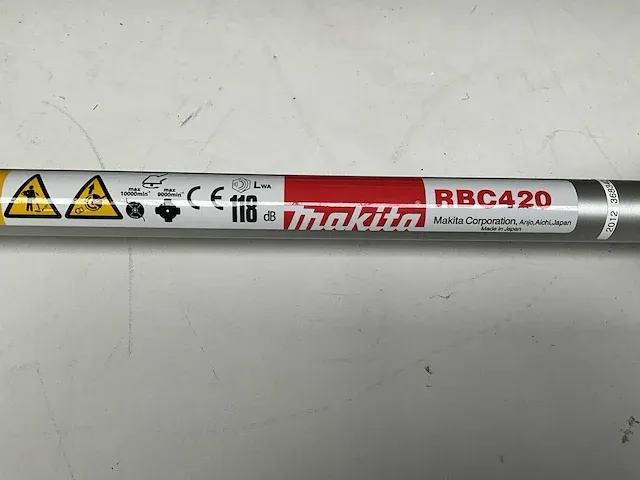 max 10000min⁻¹
max 9000min⁻¹
CE
LWA
118 dB
makita
RBC420
Makita Corporation, Anjo, Aichi, Japan
Made in Japan
2012